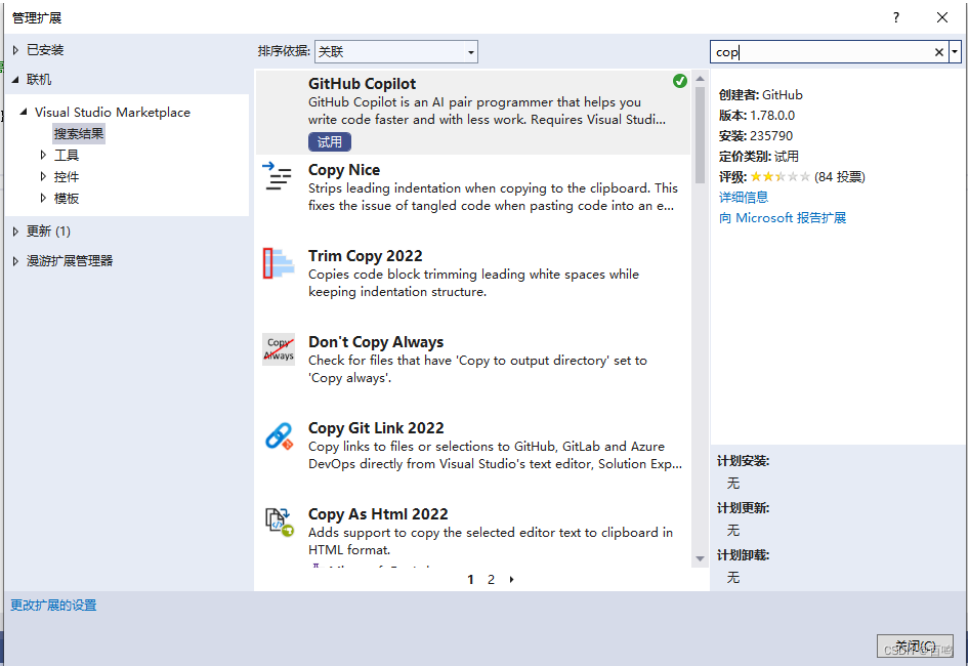 管理扩展
?
已安装
联机
Visual Studio Marketplace
搜索结果
工具
控件
模板
更新 (1)
漫游扩展管理器
排序依据: 关联
GitHub Copilot
GitHub Copilot is an AI pair programmer that helps you
write code faster and with less work. Requires Visual Studi...
试用
Copy Nice
Strips leading indentation when copying to the clipboard. This
fixes the issue of tangled code when pasting code into an e...
Trim Copy 2022
Copies code block trimming leading white spaces while
keeping indentation structure.
Copy
Always
Don't Copy Always
Check for files that have 'Copy to output directory' set to
'Copy always'.
Copy Git Link 2022
Copy links to files or selections to GitHub, GitLab and Azure
DevOps directly from Visual Studio's text editor, Solution Exp...
Copy As Html 2022
Adds support to copy the selected editor text to clipboard in
HTML format.
1 2
cop
创建者: GitHub
版本: 1.78.0.0
安装: 235790
定价类别: 试用
评级: (84 投票)
详细信息
向 Microsoft 报告扩展
计划安装:
无
计划更新:
无
计划卸载:
无
更改扩展的设置
关闭(C)